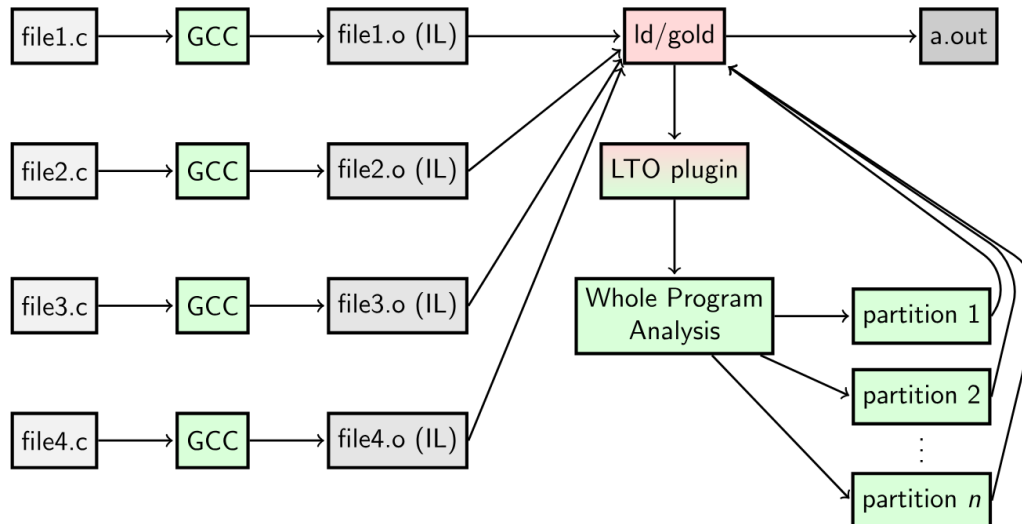 file1.c
GCC
file1.o (IL)
ld/gold
a.out
file2.c
GCC
file2.o (IL)
LTO plugin
file3.c
GCC
file3.o (IL)
Whole Program
Analysis
partition 1
partition 2
file4.c
GCC
file4.o (IL)
⋮
partition n